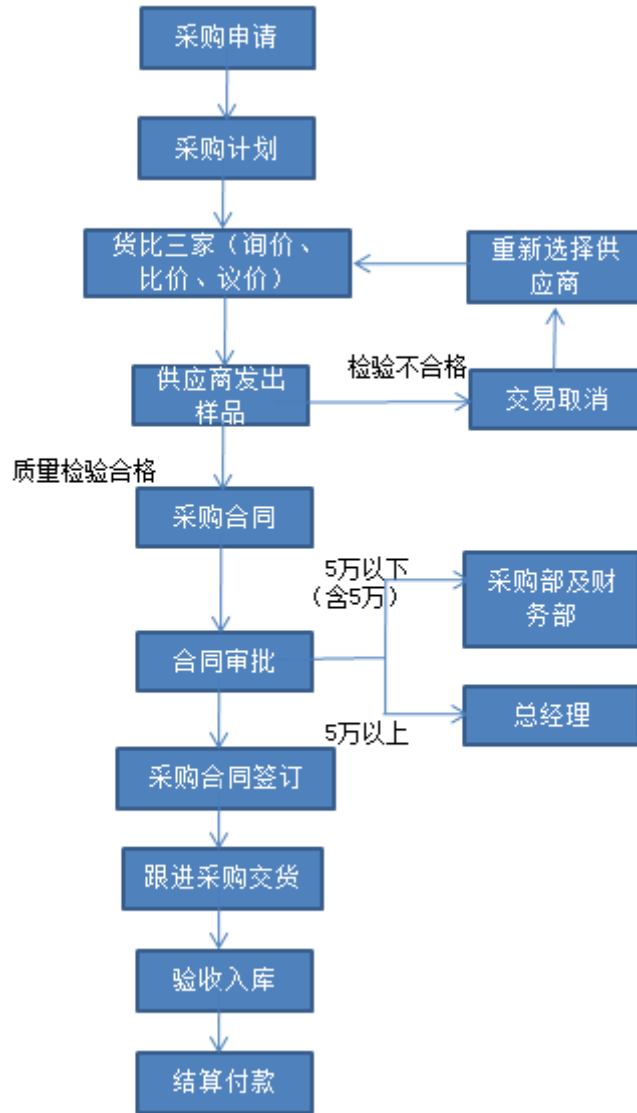 采购申请
采购计划
货比三家（询价、
比价、议价）
重新选择供
应商
检验不合格
供应商发出
样品
交易取消
质量检验合格
采购合同
5万以下
（含5万）
采购部及财
务部
合同审批
5万以上
总经理
采购合同签订
跟进采购交货
验收入库
结算付款